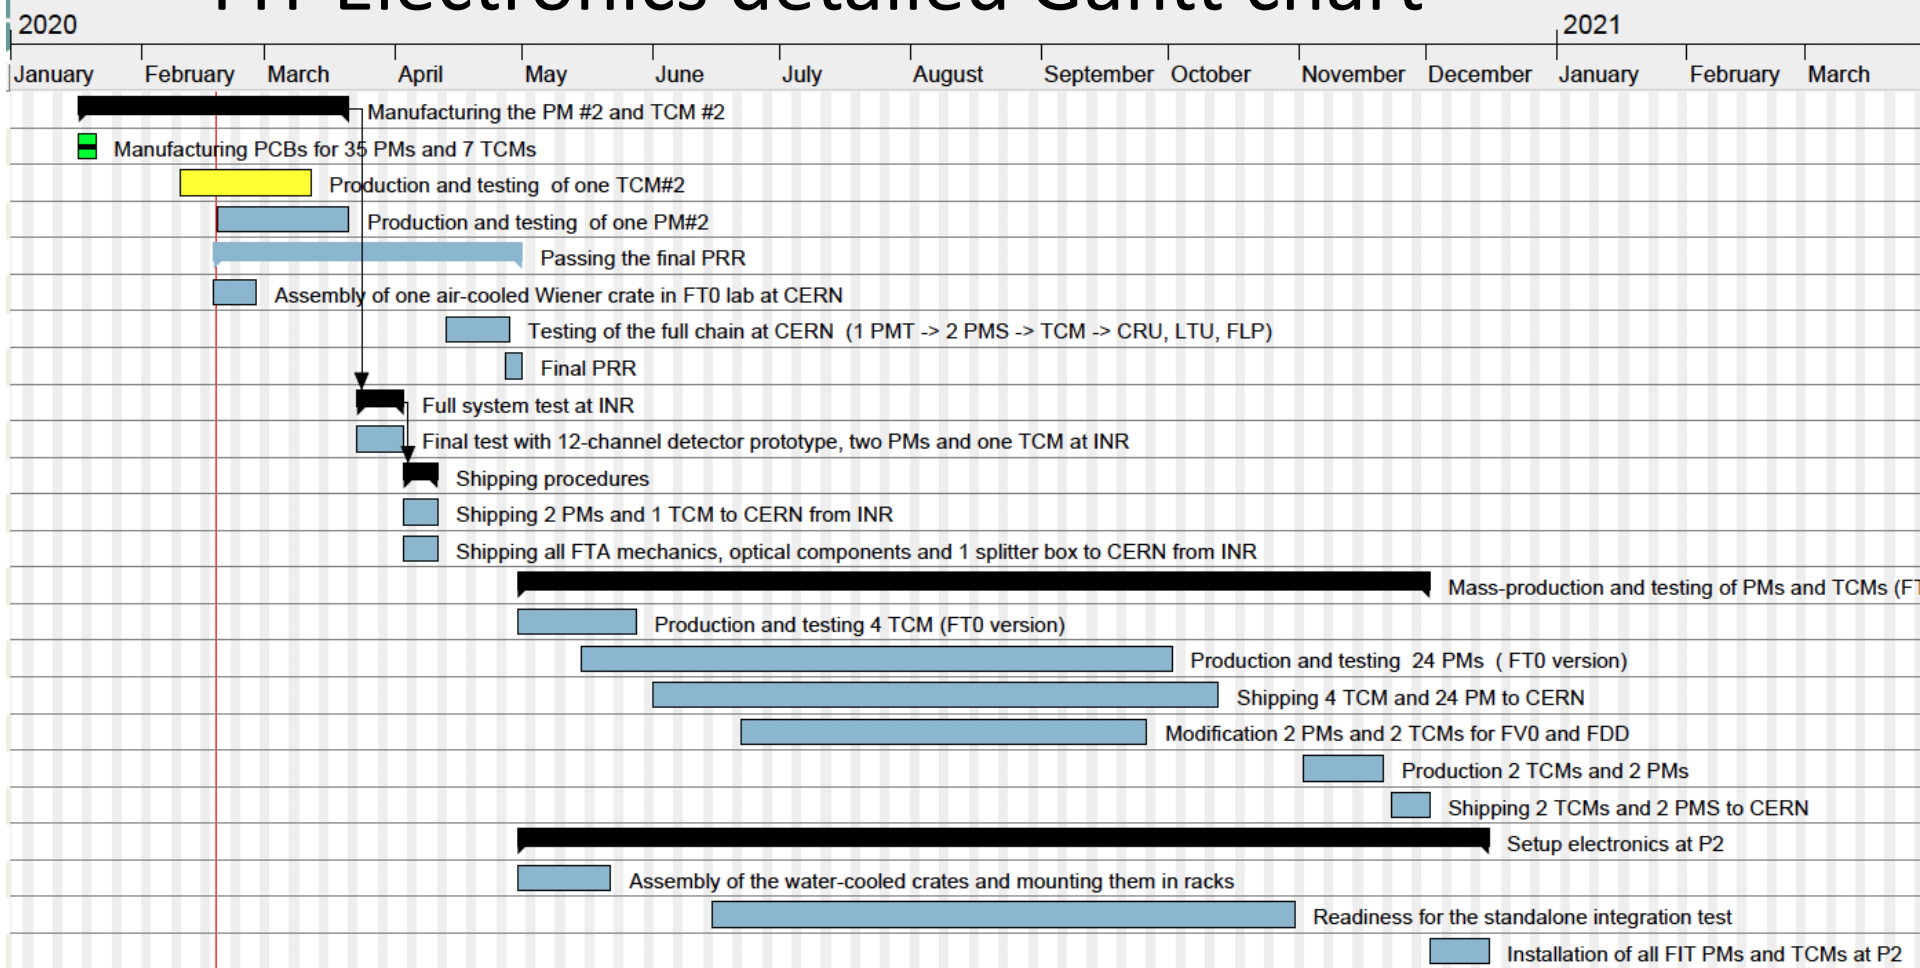 FIT Electronics detailed Gantt chart
2020 2021
January February March April May June July August September October November December January February March
Manufacturing the PM #2 and TCM #2
Manufacturing PCBs for 35 PMs and 7 TCMs
Production and testing of one TCM#2
Production and testing of one PM#2
Passing the final PRR
Assembly of one air-cooled Wiener crate in FT0 lab at CERN
Testing of the full chain at CERN (1 PMT -> 2 PMS -> TCM -> CRU, LTU, FLP)
Final PRR
Full system test at INR
Final test with 12-channel detector prototype, two PMs and one TCM at INR
Shipping procedures
Shipping 2 PMs and 1 TCM to CERN from INR
Shipping all FTA mechanics, optical components and 1 splitter box to CERN from INR
Mass-production and testing of PMs and TCMs (FT
Production and testing 4 TCM (FT0 version)
Production and testing 24 PMs ( FT0 version)
Shipping 4 TCM and 24 PM to CERN
Modification 2 PMs and 2 TCMs for FV0 and FDD
Production 2 TCMs and 2 PMs
Shipping 2 TCMs and 2 PMS to CERN
Setup electronics at P2
Assembly of the water-cooled crates and mounting them in racks
Readiness for the standalone integration test
Installation of all FIT PMs and TCMs at P2